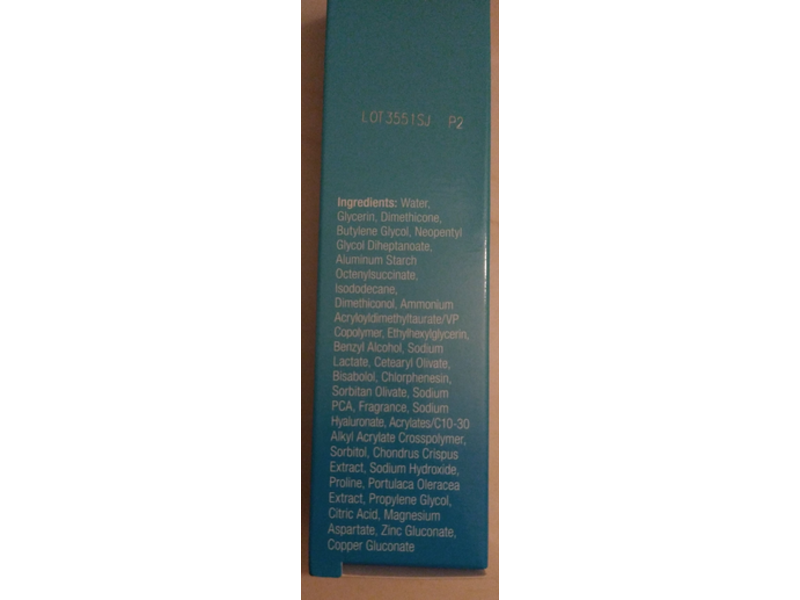 LOT3551SJ P2
Ingredients: Water,
Glycerin, Dimethicone,
Butylene Glycol, Neopentyl
Glycol Diheptanoate,
Aluminum Starch
Octenylsuccinate,
Isododecane,
Dimethiconol, Ammonium
Acryloyldimethyltaurate/VP
Copolymer, Ethylhexylglycerin,
Benzyl Alcohol, Sodium
Lactate, Cetearyl Olivate,
Bisabolol, Chlorphenesin,
Sorbitan Olivate, Sodium
PCA, Fragrance, Sodium
Hyaluronate, Acrylates/C10-30
Alkyl Acrylate Crosspolymer,
Sorbitol, Chondrus Crispus
Extract, Sodium Hydroxide,
Proline, Portulaca Oleracea
Extract, Propylene Glycol,
Citric Acid, Magnesium
Aspartate, Zinc Gluconate,
Copper Gluconate